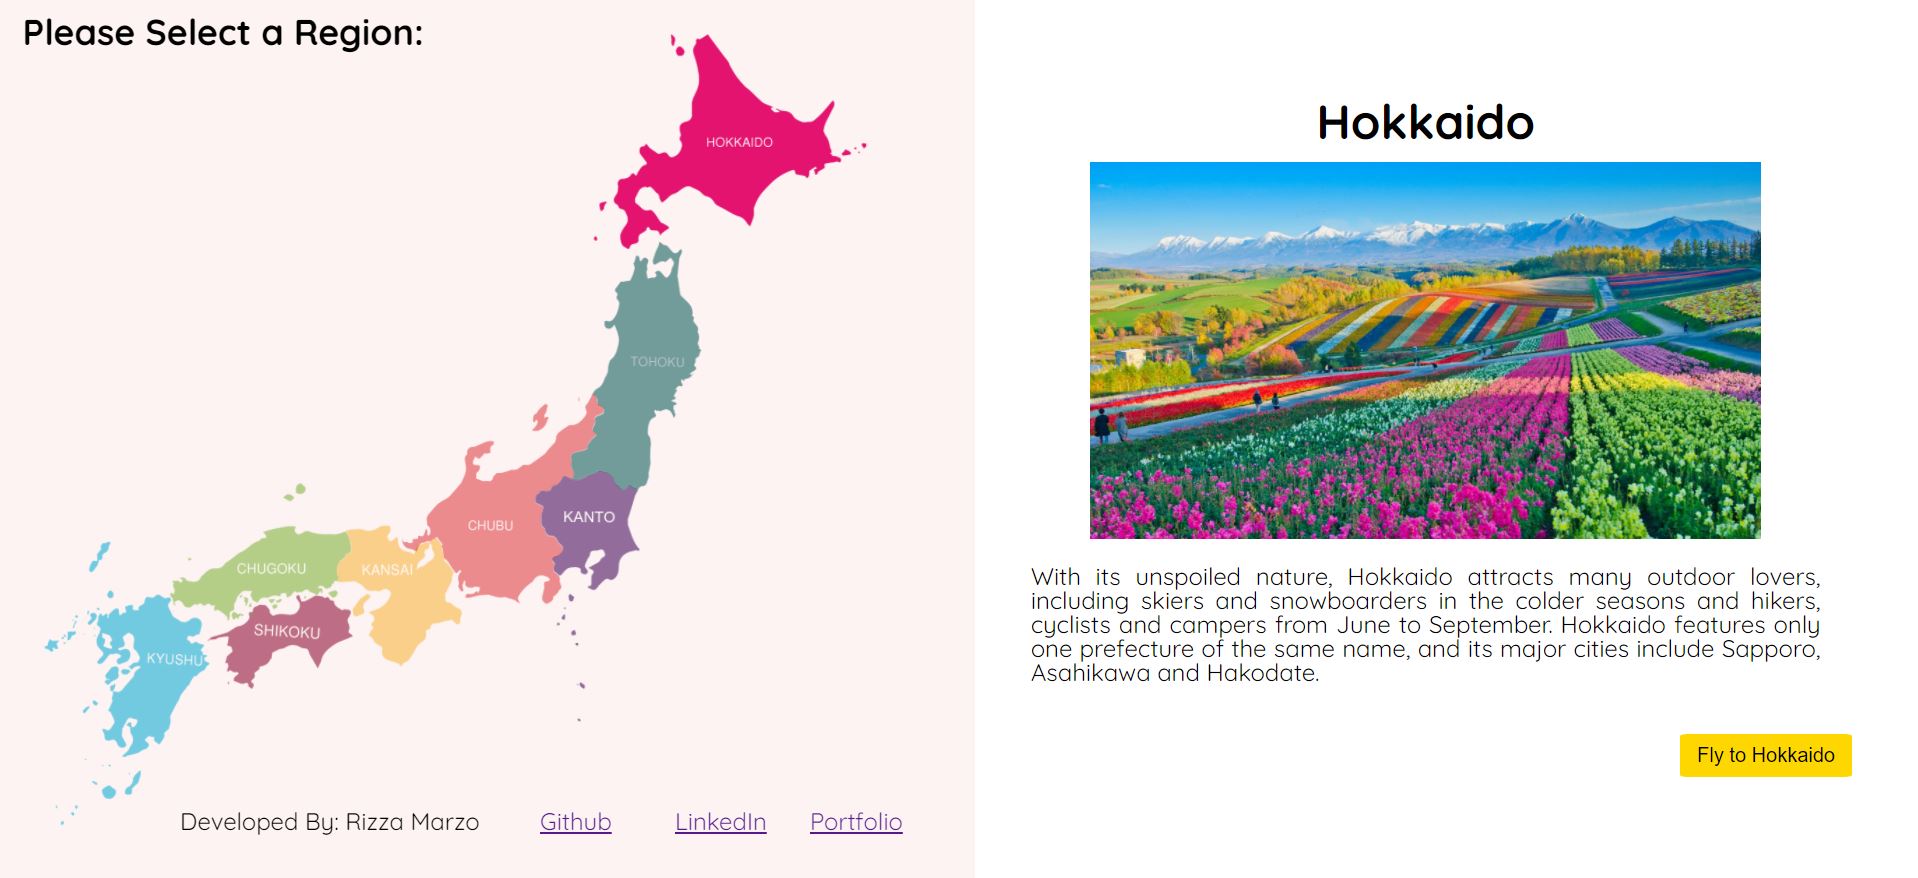 Please Select a Region:
HOKKAIDO
TOHOKU
CHUBU
KANTO
CHUGOKU
KANSAI
SHIKOKU
KYUSHU
Developed By: Rizza Marzo
Github
LinkedIn
Portfolio
Hokkaido
With its unspoiled nature, Hokkaido attracts many outdoor lovers,
including skiers and snowboarders in the colder seasons and hikers,
cyclists and campers from June to September. Hokkaido features only
one prefecture of the same name, and its major cities include Sapporo,
Asahikawa and Hakodate.
Fly to Hokkaido